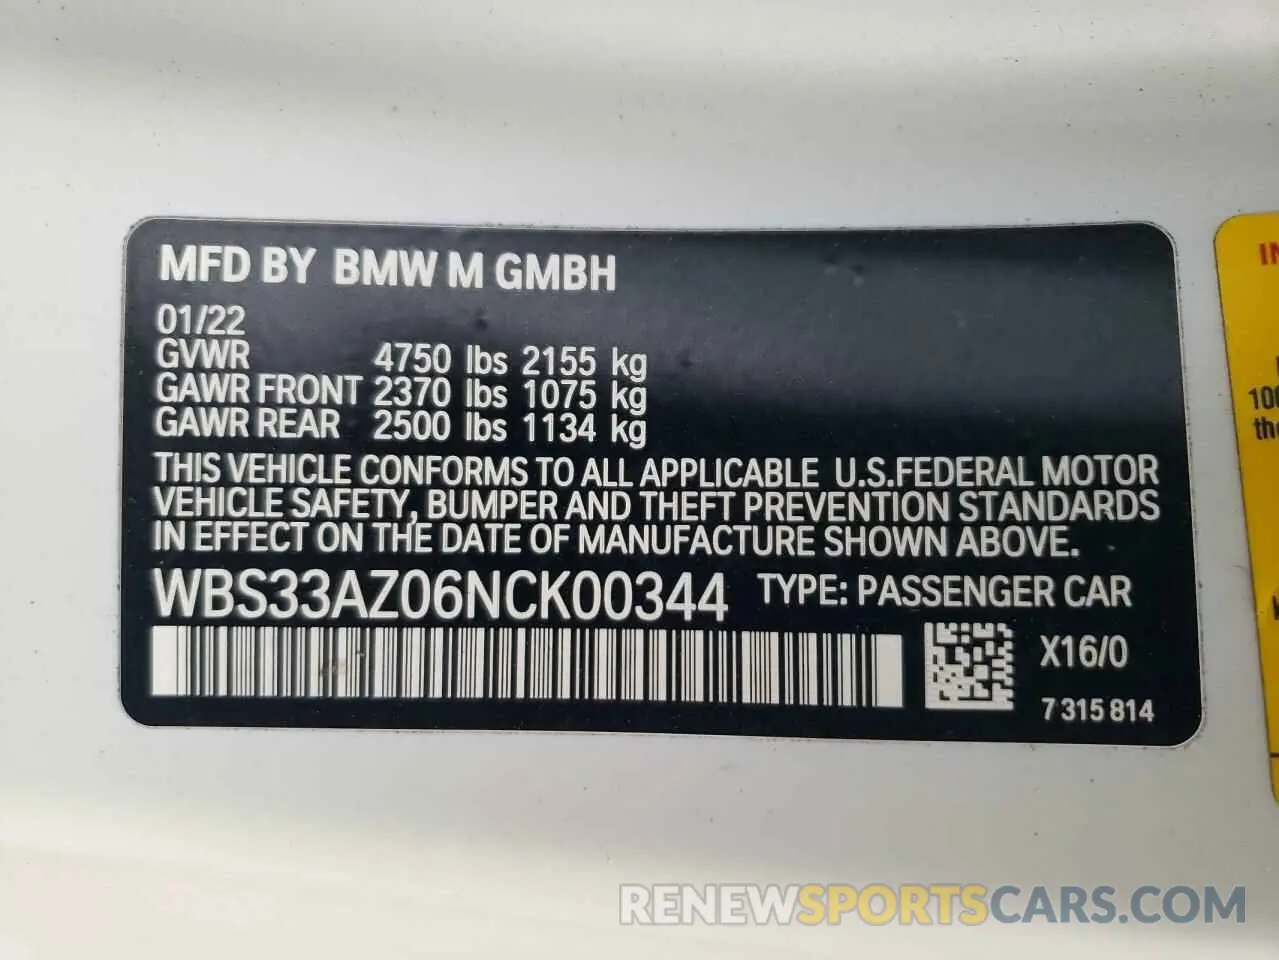 MFD BY BMW M GMBH
01/22
GVWR 4750 lbs 2155 kg
GAWR FRONT 2370 lbs 1075 kg
GAWR REAR 2500 lbs 1134 kg
THIS VEHICLE CONFORMS TO ALL APPLICABLE U.S.FEDERAL MOTOR
VEHICLE SAFETY, BUMPER AND THEFT PREVENTION STANDARDS
IN EFFECT ON THE DATE OF MANUFACTURE SHOWN ABOVE.
WBS33AZ06NCK00344 TYPE: PASSENGER CAR
X16/0
7 315 814
RENEWSPORTSCARS.COM